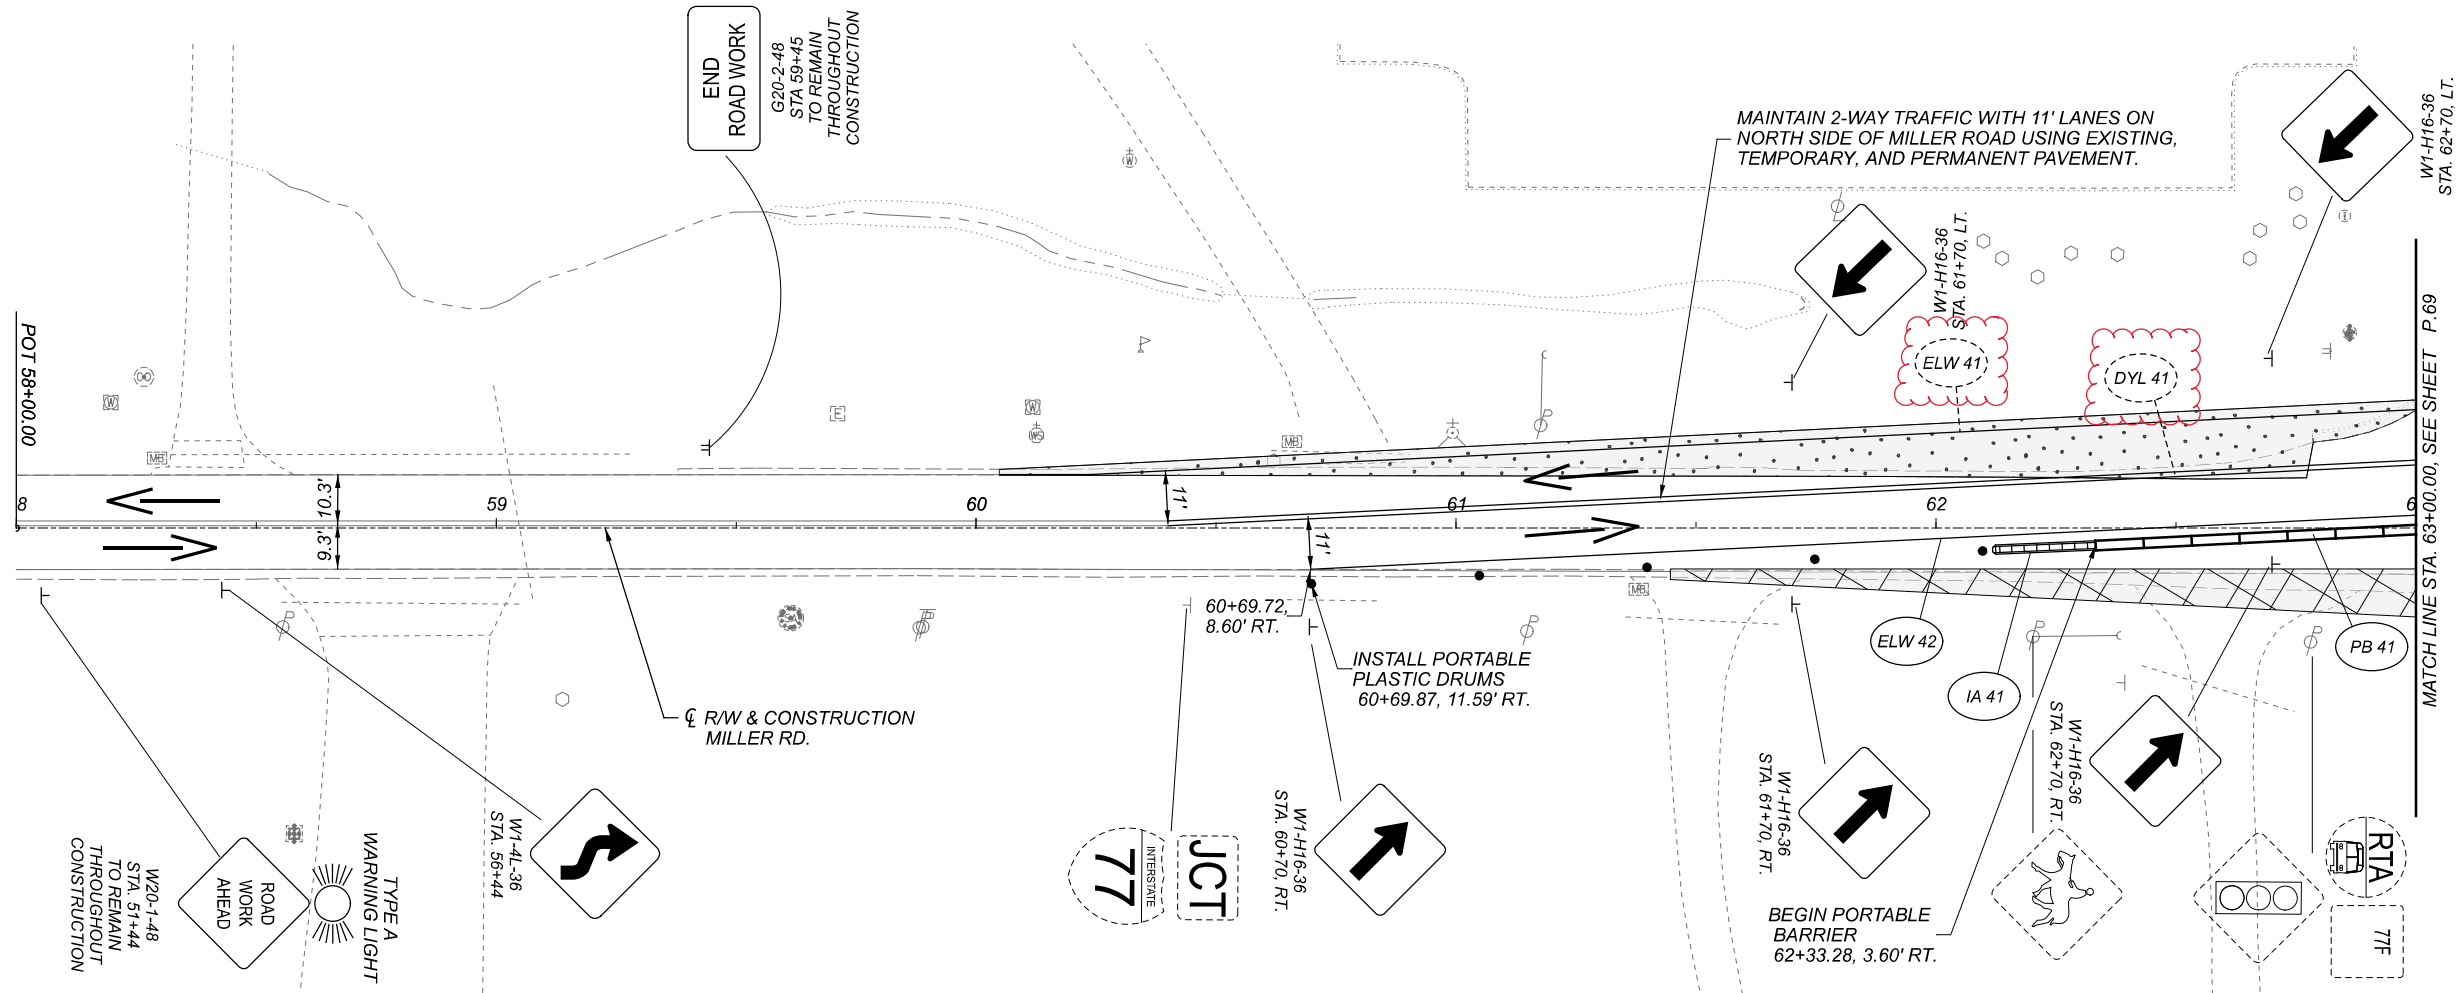 END
ROAD WORK
G20-2-48
STA 59+45
TO REMAIN
THROUGHOUT
CONSTRUCTION
MAINTAIN 2-WAY TRAFFIC WITH 11' LANES ON
NORTH SIDE OF MILLER ROAD USING EXISTING,
TEMPORARY, AND PERMANENT PAVEMENT.
W1-H16-36
STA. 62+70, LT.
W1-H16-36
STA. 61+70, LT.
ELW 41
DYL 41
MATCH LINE STA. 63+00.00, SEE SHEET P.69
POT 58+00.00
W
W
W
WS
E
MB
MB
MB
8
59
60
61
62
6
10.3'
9.3'
11'
11'
60+69.72,
8.60' RT.
INSTALL PORTABLE
PLASTIC DRUMS
60+69.87, 11.59' RT.
℄ R/W & CONSTRUCTION
MILLER RD.
ELW 42
IA 41
PB 41
W20-1-48
STA. 51+44
TO REMAIN
THROUGHOUT
CONSTRUCTION
ROAD
WORK
AHEAD
TYPE A
WARNING LIGHT
W1-4L-36
STA. 56+44
INTERSTATE
77
JCT
W1-H16-36
STA. 60+70, RT.
W1-H16-36
STA. 61+70, RT.
W1-H16-36
STA. 62+70, RT.
BEGIN PORTABLE
BARRIER
62+33.28, 3.60' RT.
RTA
77F